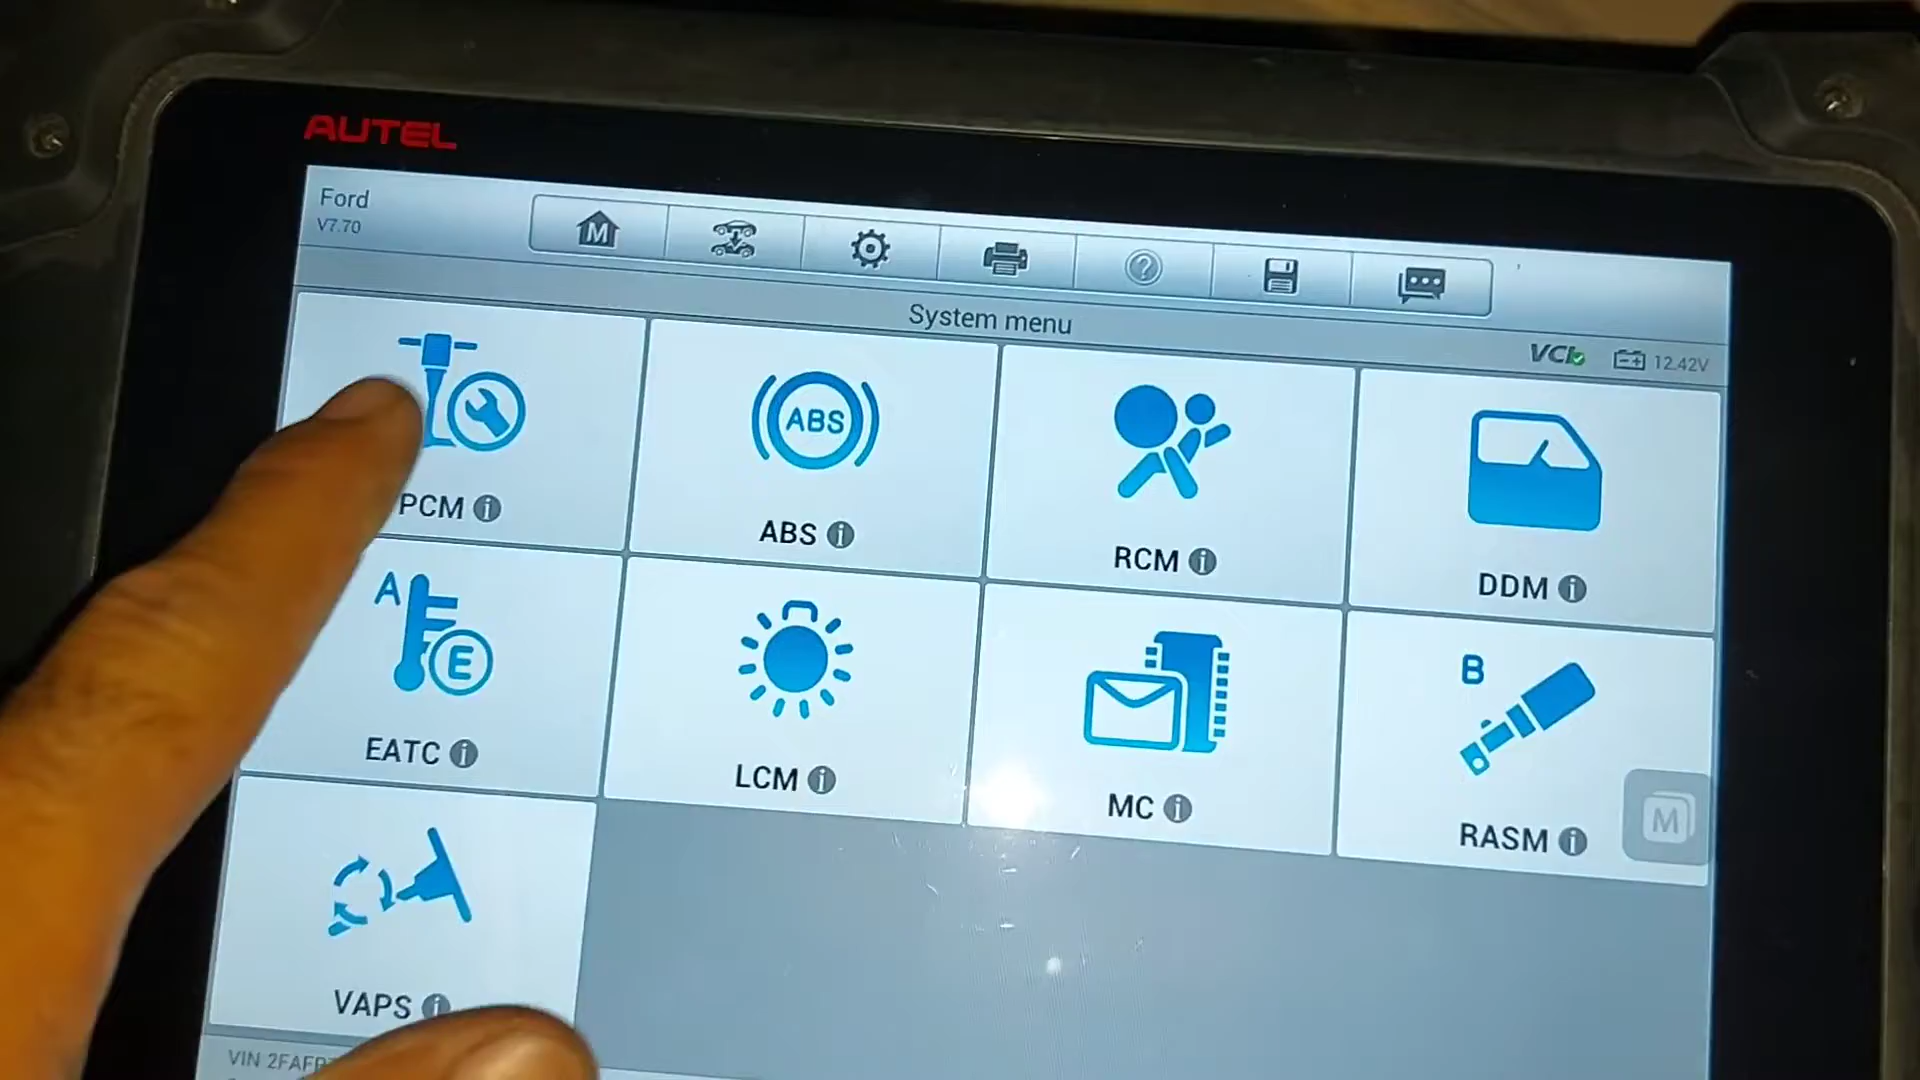 AUTEL
Ford
V7.70
M
?
System menu
VCI
12.42V
PCM i
ABS
ABS i
RCM i
DDM i
A
E
EATC i
LCM i
MC i
B
RASM i
M
VAPS i
VIN